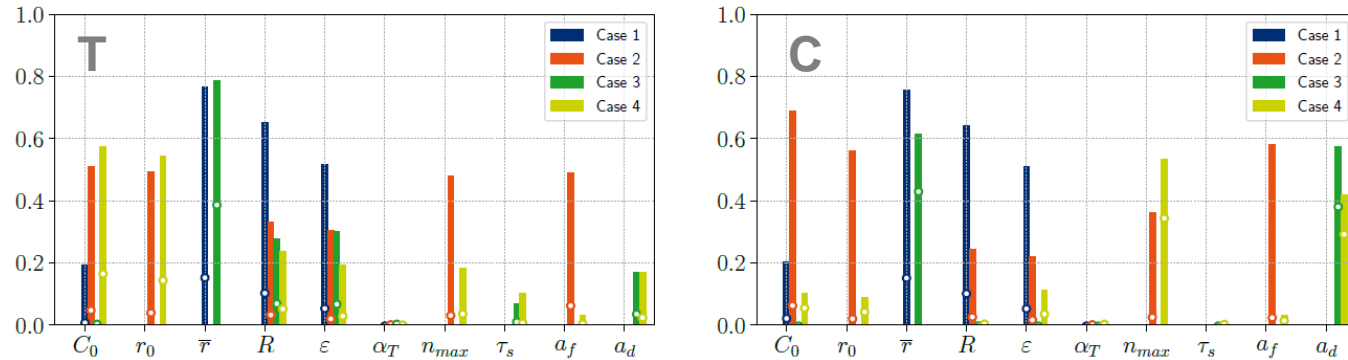 T
1.0
0.8
0.6
0.4
0.2
0.0
Case 1
Case 2
Case 3
Case 4
C₀ r₀ r̅ R ε α_T n_max τ_s a_f a_d
C
1.0
0.8
0.6
0.4
0.2
0.0
Case 1
Case 2
Case 3
Case 4
C₀ r₀ r̅ R ε α_T n_max τ_s a_f a_d